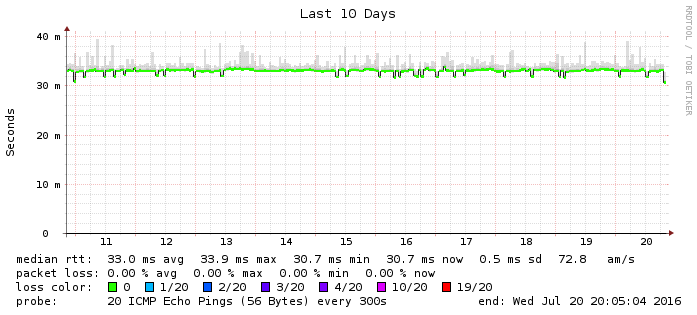 Last 10 Days
RRDTOOL / TOBI OETIKER
Seconds
40 m
30 m
20 m
10 m
0
11 12 13 14 15 16 17 18 19 20
median rtt: 33.0 ms avg 33.9 ms max 30.7 ms min 30.7 ms now 0.5 ms sd 72.8 am/s
packet loss: 0.00 % avg 0.00 % max 0.00 % min 0.00 % now
loss color: 0 1/20 2/20 3/20 4/20 10/20 19/20
probe: 20 ICMP Echo Pings (56 Bytes) every 300s end: Wed Jul 20 20:05:04 2016